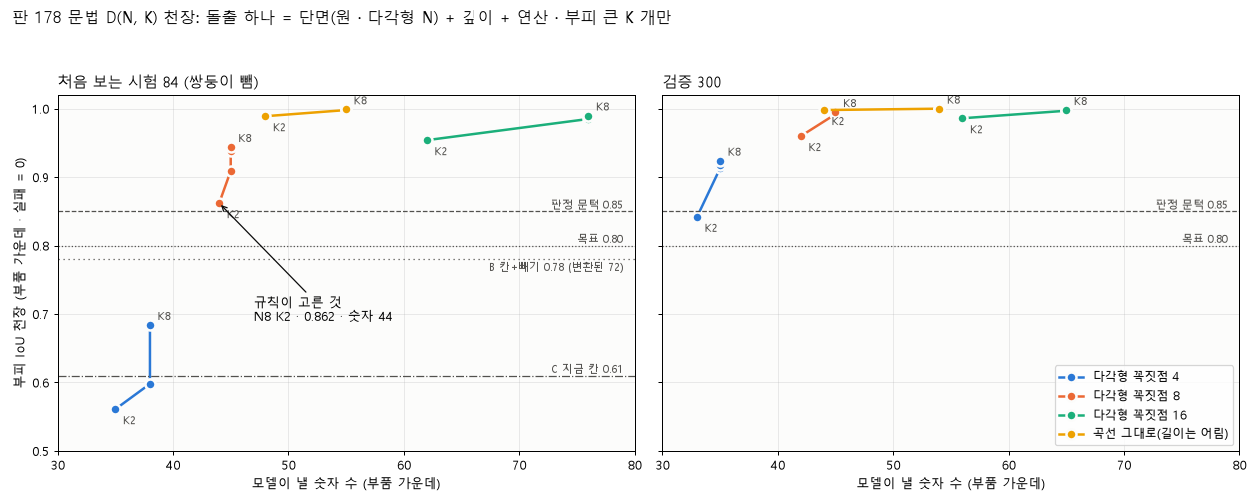 판 178 문법 D(N, K) 천장: 돌출 하나 = 단면(원 · 다각형 N) + 깊이 + 연산 · 부피 큰 K 개만
처음 보는 시험 84 (쌍둥이 뺌)
부피 IoU 천장 (부품 가운데 · 실패 = 0)
1.0
0.9
0.8
0.7
0.6
0.5
K8
K2
K8
K2
K8
K2
K8
K2
판정 문턱 0.85
목표 0.80
B 칸+빼기 0.78 (변환된 72)
C 지금 칸 0.61
규칙이 고른 것
N8 K2 · 0.862 · 숫자 44
30
40
50
60
70
80
모델이 낼 숫자 수 (부품 가운데)
검증 300
K8
K2
K8
K2
K8
K2
K8
K2
판정 문턱 0.85
목표 0.80
다각형 꼭짓점 4
다각형 꼭짓점 8
다각형 꼭짓점 16
곡선 그대로(길이는 어림)
30
40
50
60
70
80
모델이 낼 숫자 수 (부품 가운데)